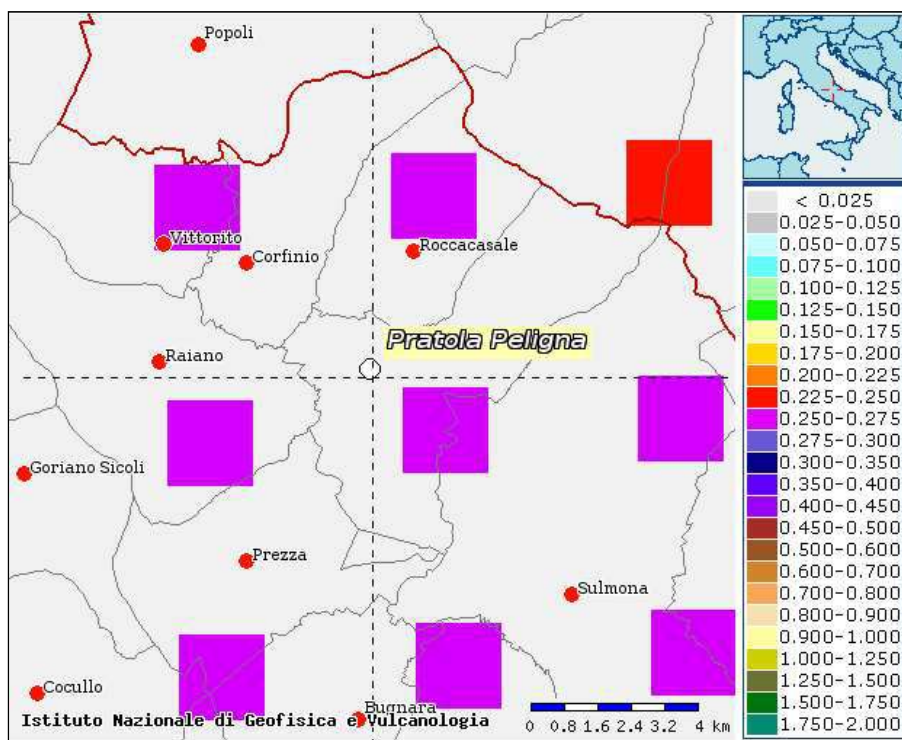 Popoli
Vittorito
Corfinio
Roccacasale
Pratola Peligna
Raiano
Goriano Sicoli
Prezza
Sulmona
Cocullo
Bugnara
Istituto Nazionale di Geofisica e Vulcanologia
0 0.8 1.6 2.4 3.2 4 km
< 0.025
0.025-0.050
0.050-0.075
0.075-0.100
0.100-0.125
0.125-0.150
0.150-0.175
0.175-0.200
0.200-0.225
0.225-0.250
0.250-0.275
0.275-0.300
0.300-0.350
0.350-0.400
0.400-0.450
0.450-0.500
0.500-0.600
0.600-0.700
0.700-0.800
0.800-0.900
0.900-1.000
1.000-1.250
1.250-1.500
1.500-1.750
1.750-2.000